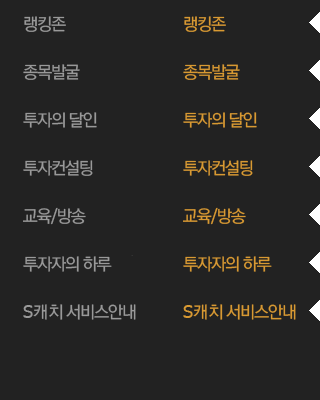 랭킹존 랭킹존
종목발굴 종목발굴
투자의 달인 투자의 달인
투자컨설팅 투자컨설팅
교육/방송 교육/방송
투자자의 하루 투자자의 하루
S캐치 서비스안내 S캐치 서비스안내